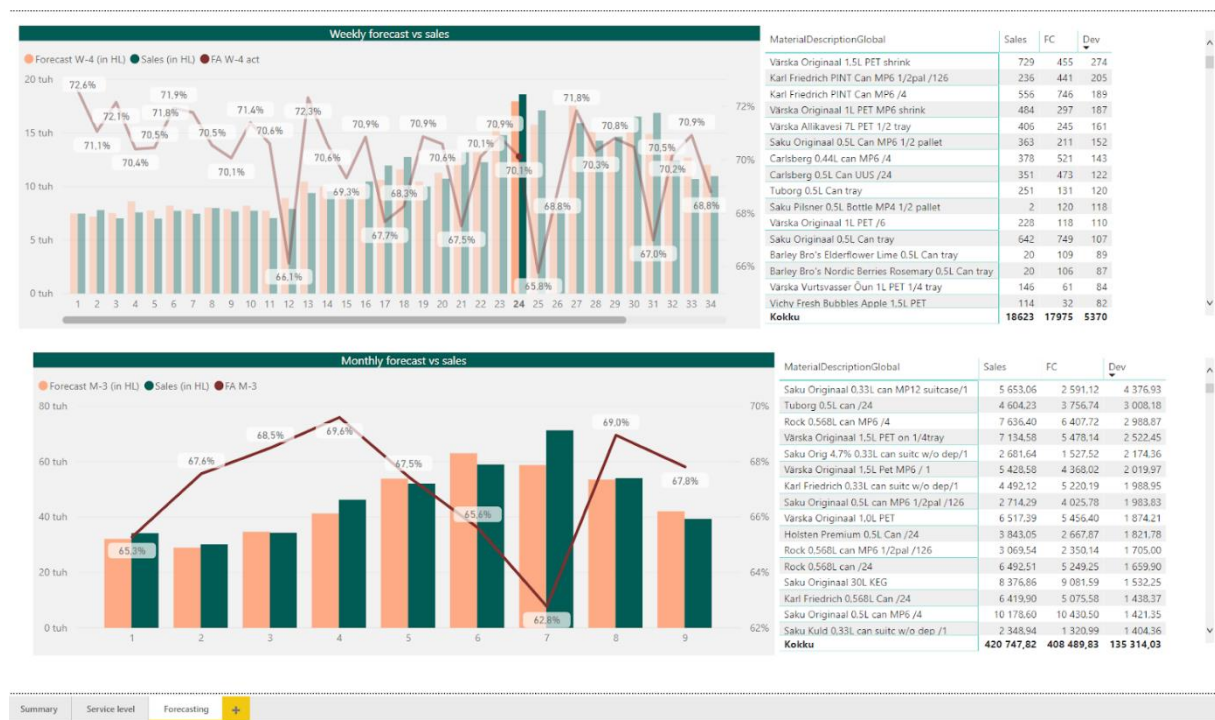 Weekly forecast vs sales
Forecast W-4 (in HL) Sales (in HL) FA W-4 act
20 tuh
15 tuh
10 tuh
5 tuh
0 tuh
72%
70%
68%
66%
72,6%
71,1%
72,1%
70,4%
70,5%
71,8%
71,9%
70,5%
70,1%
71,4%
70,6%
66,1%
72,3%
70,6%
69,3%
70,9%
67,7%
68,3%
70,9%
70,6%
67,5%
70,1%
70,9%
70,1%
65,8%
68,8%
71,8%
70,3%
70,8%
67,0%
70,5%
70,2%
70,9%
68,8%
1 2 3 4 5 6 7 8 9 10 11 12 13 14 15 16 17 18 19 20 21 22 23 24 25 26 27 28 29 30 31 32 33 34
MaterialDescriptionGlobal Sales FC Dev
Värska Originaal 1,5L PET shrink 729 455 274
Karl Friedrich PINT Can MP6 1/2pal /126 236 441 205
Karl Friedrich PINT Can MP6 /4 556 746 189
Värska Originaal 1L PET MP6 shrink 484 297 187
Värska Allikavesi 7L PET 1/2 tray 406 245 161
Saku Originaal 0,5L Can MP6 1/2 pallet 363 211 152
Carlsberg 0,44L can MP6 /4 378 521 143
Carlsberg 0,5L Can UUS /24 351 473 122
Tuborg 0,5L Can tray 251 131 120
Saku Pilsner 0,5L Bottle MP4 1/2 pallet 2 120 118
Värska Originaal 1L PET /6 228 118 110
Saku Originaal 0,5L Can tray 642 749 107
Barley Bro's Elderflower Lime 0,5L Can tray 20 109 89
Barley Bro's Nordic Berries Rosemary 0,5L Can tray 20 106 87
Värska Vurtsvasser Õun 1L PET 1/4 tray 146 61 84
Vichy Fresh Bubbles Apple 1,5L PET 114 32 82
Kokku 18623 17975 5370
Monthly forecast vs sales
Forecast M-3 (in HL) Sales (in HL) FA M-3
80 tuh
60 tuh
40 tuh
20 tuh
0 tuh
70%
68%
66%
64%
62%
65,3%
67,6%
68,5%
69,6%
67,5%
65,6%
62,8%
69,0%
67,8%
1 2 3 4 5 6 7 8 9
MaterialDescriptionGlobal Sales FC Dev
Saku Originaal 0,33L can MP12 suitcase/1 5 653,06 2 591,12 4 376,93
Tuborg 0,5L can /24 4 604,23 3 756,74 3 008,18
Rock 0,568L can MP6 /4 7 636,40 6 407,72 2 988,87
Värska Originaal 1,5L PET on 1/4tray 7 134,58 5 478,14 2 522,45
Saku Orig 4,7% 0,33L can suitc w/o dep/1 2 681,64 1 527,52 2 174,36
Värska Originaal 1,5L Pet MP6 / 1 5 428,58 4 368,02 2 019,97
Karl Friedrich 0,33L can suitc w/o dep/1 4 492,12 5 220,19 1 988,95
Saku Originaal 0,5L can MP6 1/2pal /126 2 714,29 4 025,78 1 983,83
Värska Originaal 1,0L PET 6 517,39 5 456,40 1 874,21
Holsten Premium 0,5L Can /24 3 843,05 2 667,87 1 821,78
Rock 0,568L can MP6 1/2pal /126 3 069,54 2 350,14 1 705,00
Rock 0,568L can /24 6 492,51 5 249,25 1 659,90
Saku Originaal 30L KEG 8 376,86 9 081,59 1 532,25
Karl Friedrich 0,568L Can /24 6 419,90 5 075,58 1 438,37
Saku Originaal 0,5L can MP6 /4 10 178,60 10 430,50 1 421,35
Saku Kuld 0,33L can suitc w/o dep /1 2 348,94 1 320,99 1 404,36
Kokku 420 747,82 408 489,83 135 314,03
Summary Service level Forecasting +